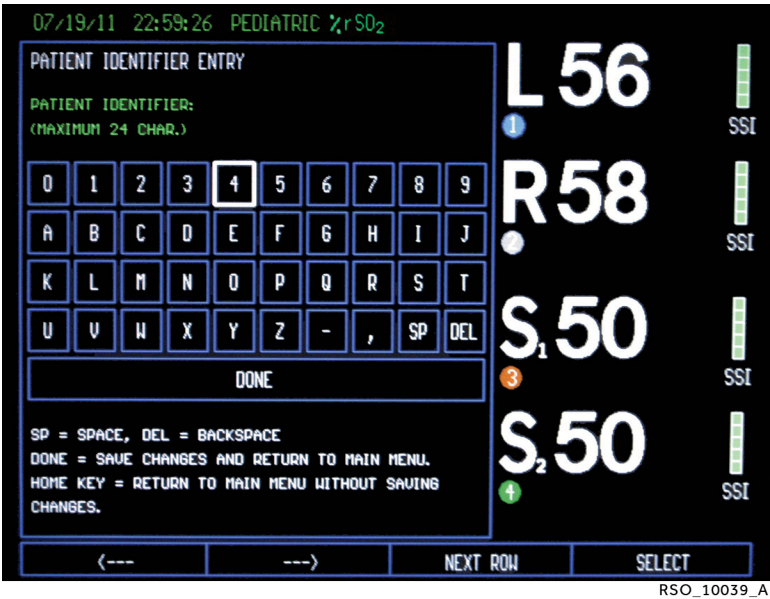 07/19/11 22:59:26 PEDIATRIC %rSO2
PATIENT IDENTIFIER ENTRY
PATIENT IDENTIFIER:
(MAXIMUM 24 CHAR.)
0 1 2 3 4 5 6 7 8 9
A B C D E F G H I J
K L M N O P Q R S T
U V W X Y Z - , SP DEL
DONE
SP = SPACE, DEL = BACKSPACE
DONE = SAVE CHANGES AND RETURN TO MAIN MENU.
HOME KEY = RETURN TO MAIN MENU WITHOUT SAVING
CHANGES.
L 56
1
SSI
R 58
2
SSI
S1 50
3
SSI
S2 50
4
SSI
<--- ---> NEXT ROW SELECT
RSO_10039_A